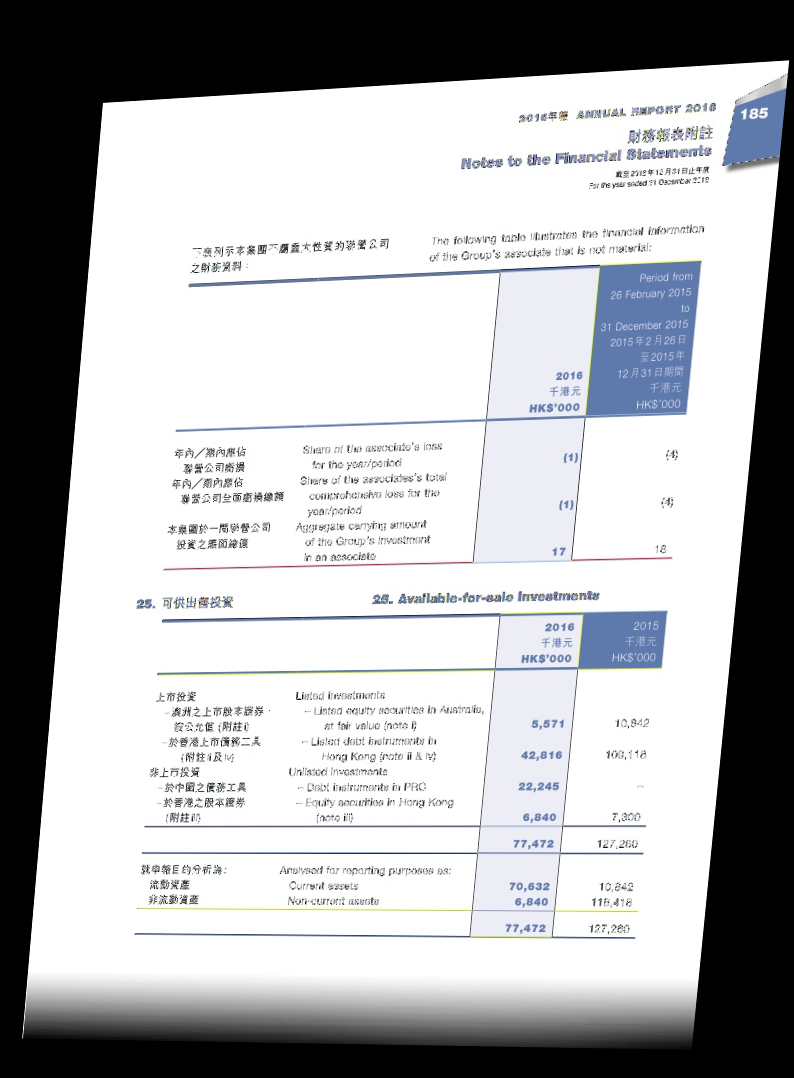 2016年報 ANNUAL REPORT 2016
185
財務報表附註
Notes to the Financial Statements
截至2016年12月31日止年度
For the year ended 31 December 2016
下表列示本集團不屬重大性質的聯營公司
之財務資料：
The following table illustrates the financial information
of the Group's associate that is not material:
Period from
26 February 2015
to
31 December 2015
2015年2月26日
至2015年
2016 12月31日期間
千港元 千港元
HK$'000 HK$'000
年內／期內應佔 Share of the associate's loss
聯營公司虧損 for the year/period (1) (4)
年內／期內應佔 Share of the associates's total
聯營公司全面虧損總額 comprehensive loss for the
year/period (1) (4)
本集團於一間聯營公司 Aggregate carrying amount
投資之賬面總值 of the Group's investment
in an associate 17 18
25. 可供出售投資 25. Available-for-sale Investments
2016 2015
千港元 千港元
HK$'000 HK$'000
上市投資 Listed investments
–澳洲之上市股本證券， – Listed equity securities in Australia,
按公允值 (附註i) at fair value (note i) 5,571 10,842
–於香港上市債務工具 – Listed debt instruments in
(附註ii及iv) Hong Kong (note ii & iv) 42,816 109,118
非上市投資 Unlisted investments
–於中國之債務工具 – Debt instruments in PRC 22,245 –
–於香港之股本證券 – Equity securities in Hong Kong
(附註iii) (note iii) 6,840 7,300
77,472 127,260
就申報目的分析為： Analysed for reporting purposes as:
流動資產 Current assets 70,632 10,842
非流動資產 Non-current assets 6,840 116,418
77,472 127,260